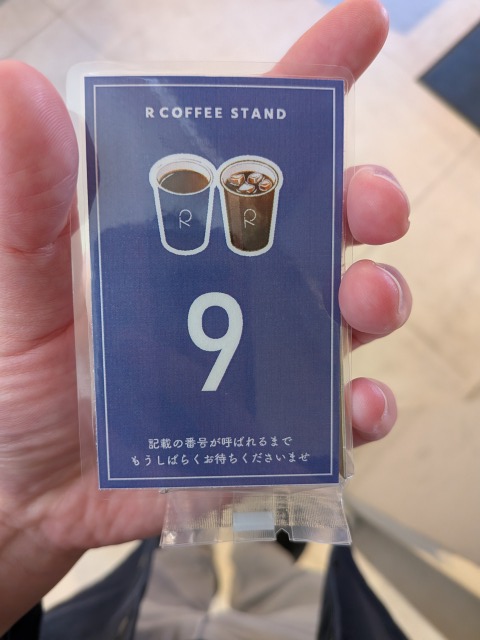 R COFFEE STAND
R R
9
記載の番号が呼ばれるまで
もうしばらくお待ちくださいませ